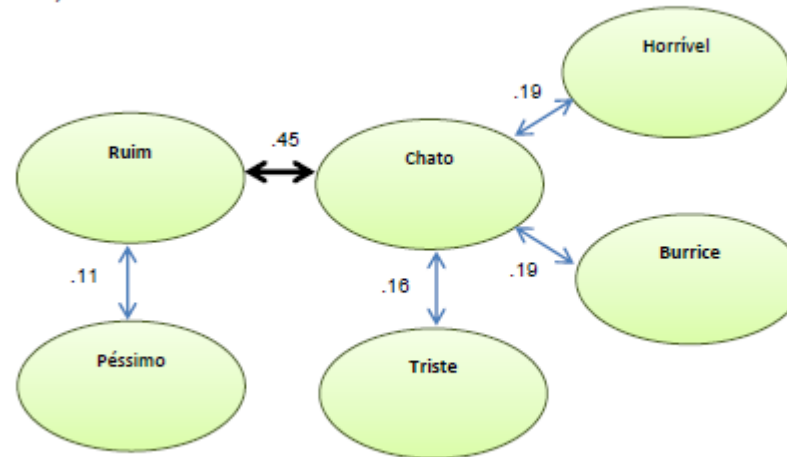 Horrível
.19
.45
Ruim
Chato
.11
.16
.19
Burrice
Péssimo
Triste